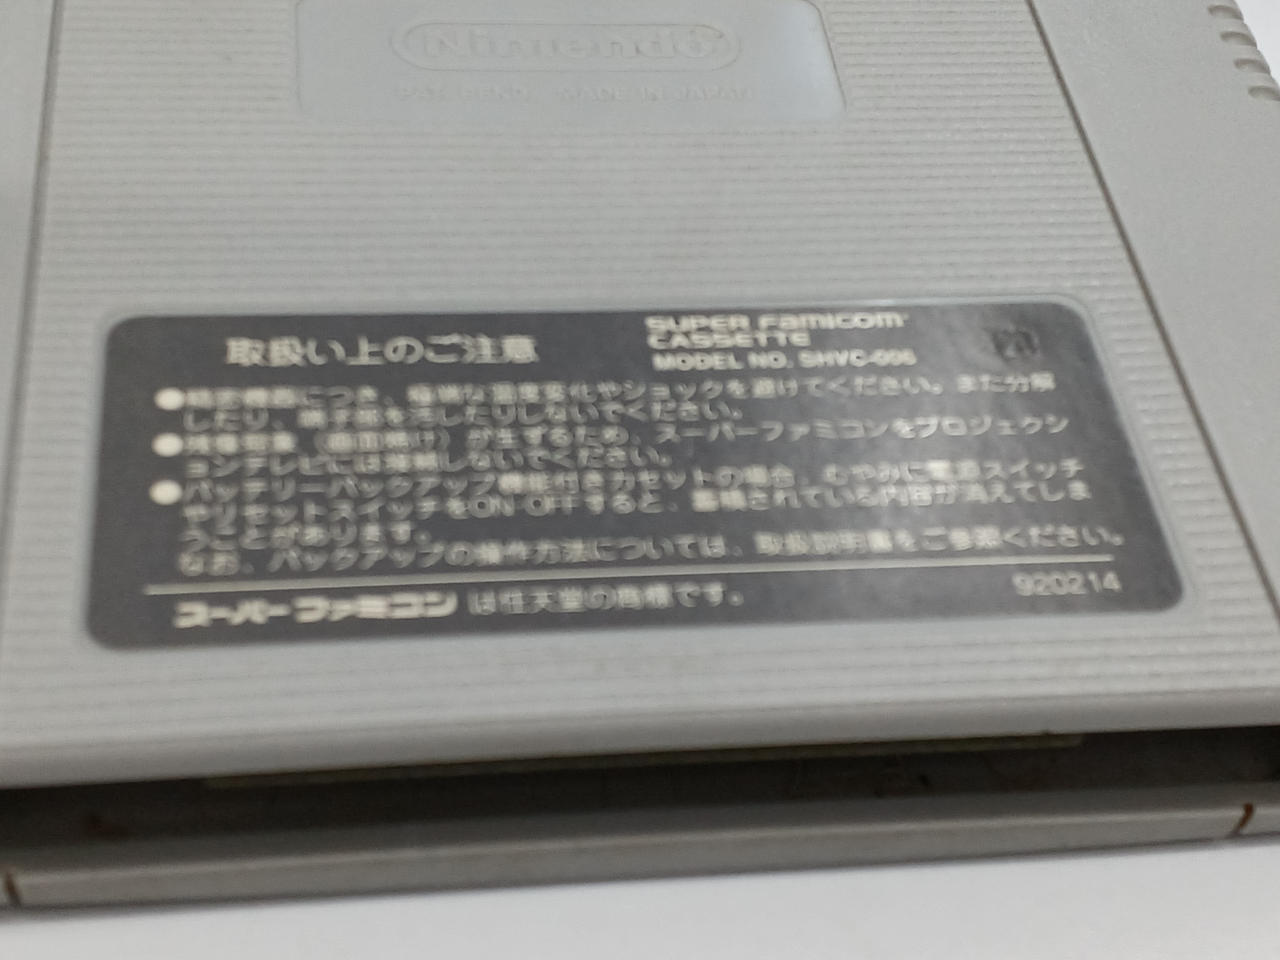 Nintendo
PAT. PEND. MADE IN JAPAN
取扱い上のご注意
SUPER Famicom
CASSETTE
MODEL NO. SHVC-006
●精密機器につき、極端な温度変化やショックを避けてください。また分解
したり、端子部を汚したりしないでください。
●残像現象(画面焼け)が生ずるため、スーパーファミコンをプロジェクシ
ョンテレビには接続しないでください。
●バッテリーバックアップ機能付きカセットの場合、むやみに電源スイッチ
やリセットスイッチをON・OFFすると、蓄積されている内容が消えてしま
うことがあります。
なお、バックアップの操作方法については、取扱説明書をご参照ください。
スーパーファミコン は任天堂の商標です。
920214